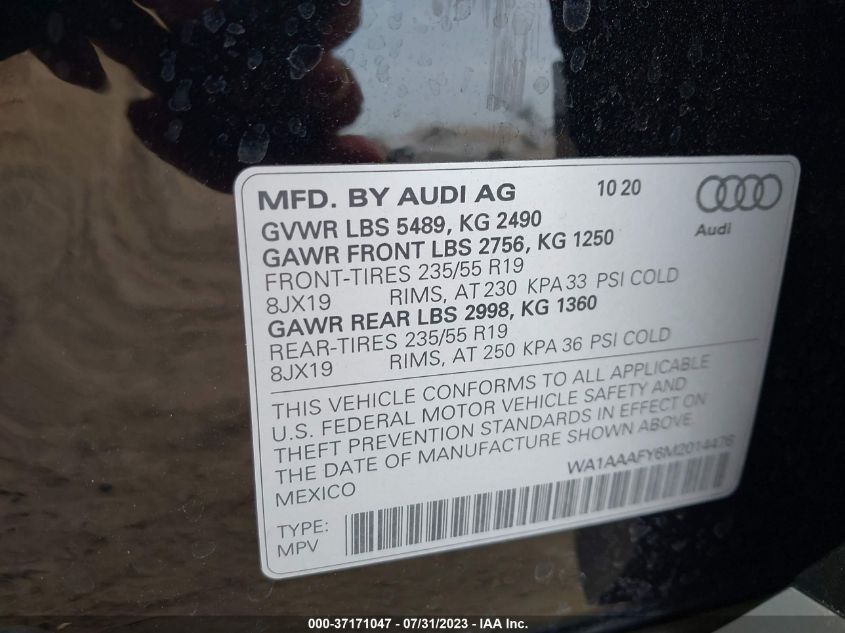 MFD. BY AUDI AG 10 20
Audi
GVWR LBS 5489, KG 2490
GAWR FRONT LBS 2756, KG 1250
FRONT-TIRES 235/55 R19
8JX19 RIMS, AT 230 KPA 33 PSI COLD
GAWR REAR LBS 2998, KG 1360
REAR-TIRES 235/55 R19
8JX19 RIMS, AT 250 KPA 36 PSI COLD
THIS VEHICLE CONFORMS TO ALL APPLICABLE
U.S. FEDERAL MOTOR VEHICLE SAFETY AND
THEFT PREVENTION STANDARDS IN EFFECT ON
THE DATE OF MANUFACTURE SHOWN ABOVE.
MEXICO WA1AAAFY6M2014476
TYPE:
MPV
000-37171047 - 07/31/2023 - IAA Inc.